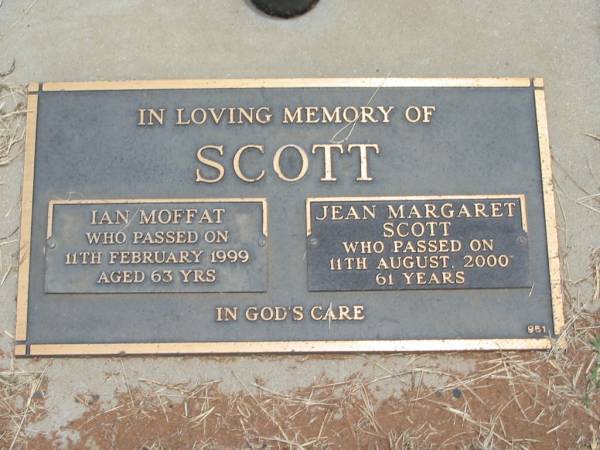 IN LOVING MEMORY OF
SCOTT
IAN MOFFAT
WHO PASSED ON
11TH FEBRUARY 1999
AGED 63 YRS
JEAN MARGARET
SCOTT
WHO PASSED ON
11TH AUGUST, 2000
61 YEARS
IN GOD'S CARE
951